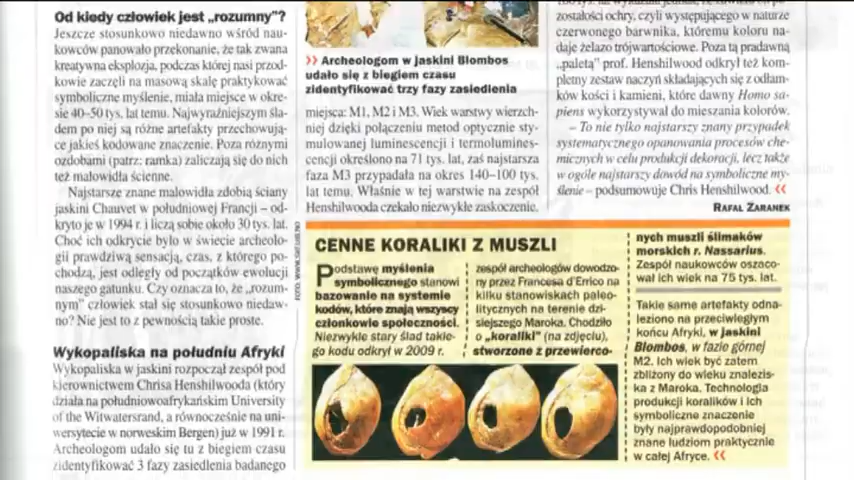 Od kiedy człowiek jest „rozumny”?
Jeszcze stosunkowo niedawno wśród nau-
kowców panowało przekonanie, że tak zwana
kreatywna eksplozja, podczas której nasi przod-
kowie zaczęli na masową skalę praktykować
symboliczne myślenie, miała miejsce w okre-
sie 40–50 tys. lat temu. Najwyraźniejszym śla-
dem po niej są różne artefakty przechowują-
ce jakieś kodowane znaczenie. Poza różnymi
ozdobami (patrz: ramka) zaliczają się do nich
też malowidła ścienne.
Najstarsze znane malowidła zdobią ściany
jaskini Chauvet w południowej Francji – od-
kryto je w 1994 r. i liczą sobie około 30 tys. lat.
Choć ich odkrycie było w świecie archeolo-
gii prawdziwą sensacją, czas, z którego po-
chodzą, jest odległy od początków ewolucji
naszego gatunku. Czy oznacza to, że „rozum-
nym” człowiek stał się stosunkowo niedaw-
no? Nie jest to z pewnością takie proste.
Wykopaliska na południu Afryki
Wykopaliska w jaskini rozpoczął zespół pod
kierownictwem Chrisa Henshilwooda (który
działa na południowoafrykańskim University
of the Witwatersrand, a równocześnie na uni-
wersytecie w norweskim Bergen) już w 1991 r.
Archeologom udało się tu z biegiem czasu
zidentyfikować 3 fazy zasiedlenia badanego
›› Archeologom w jaskini Blombos
udało się z biegiem czasu
zidentyfikować trzy fazy zasiedlenia
miejsca: M1, M2 i M3. Wiek warstwy wierzch-
niej dzięki połączeniu metod optycznie sty-
mulowanej luminescencji i termolumines-
cencji określono na 71 tys. lat, zaś najstarsza
faza M3 przypadała na okres 140–100 tys.
lat temu. Właśnie w tej warstwie na zespół
Henshilwooda czekało niezwykłe zaskoczenie.
zostałości ochry, czyli występującego w naturze
czerwonego barwnika, któremu koloru na-
daje żelazo trójwartościowe. Poza tą pradawną
„paletą” prof. Henshilwood odkrył też kom-
pletny zestaw naczyń składających się z odłam-
ków kości i kamieni, które dawny Homo sa-
piens wykorzystywał do mieszania kolorów.
– To nie tylko najstarszy znany przypadek
systematycznego opanowania procesów che-
micznych w celu produkcji dekoracji, lecz także
w ogóle najstarszy dowód na symboliczne my-
ślenie – podsumowuje Chris Henshilwood. ‹‹
RAFAŁ ZARANEK
CENNE KORALIKI Z MUSZLI
Podstawę myślenia
symbolicznego stanowi
bazowanie na systemie
kodów, które znają wszyscy
członkowie społeczności.
Niezwykle stary ślad takie-
go kodu odkrył w 2009 r.
zespół archeologów dowodzo-
ny przez Francesa d'Errico na
kilku stanowiskach paleo-
litycznych na terenie dzi-
siejszego Maroka. Chodziło
o „koraliki” (na zdjęciu),
stworzone z przewierco-
nych muszli ślimaków
morskich r. Nassarius.
Zespół naukowców oszaco-
wał ich wiek na 75 tys. lat.
Takie same artefakty odna-
leziono na przeciwległym
końcu Afryki, w jaskini
Blombos, w fazie górnej
M2. Ich wiek być zatem
zbliżony do wieku znalezis-
ka z Maroka. Technologia
produkcji koralików i ich
symboliczne znaczenie
były najprawdopodobniej
znane ludziom praktycznie
w całej Afryce. ‹‹